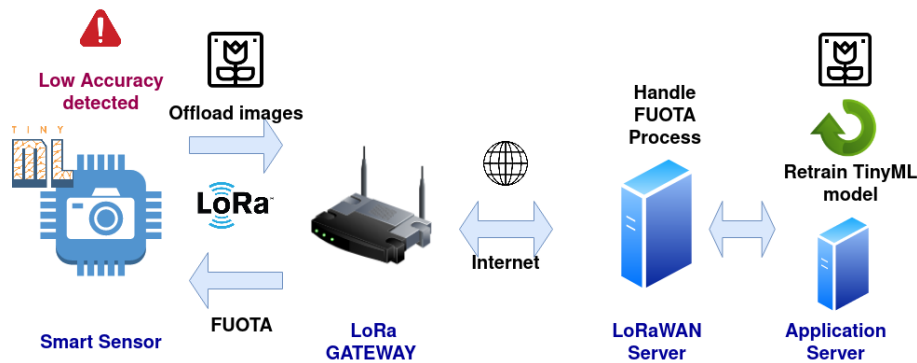 Low Accuracy
detected
TINY
ML
Offload images
LoRa™
FUOTA
Smart Sensor
LoRa
GATEWAY
Internet
Handle
FUOTA
Process
LoRaWAN
Server
Retrain TinyML
model
Application
Server